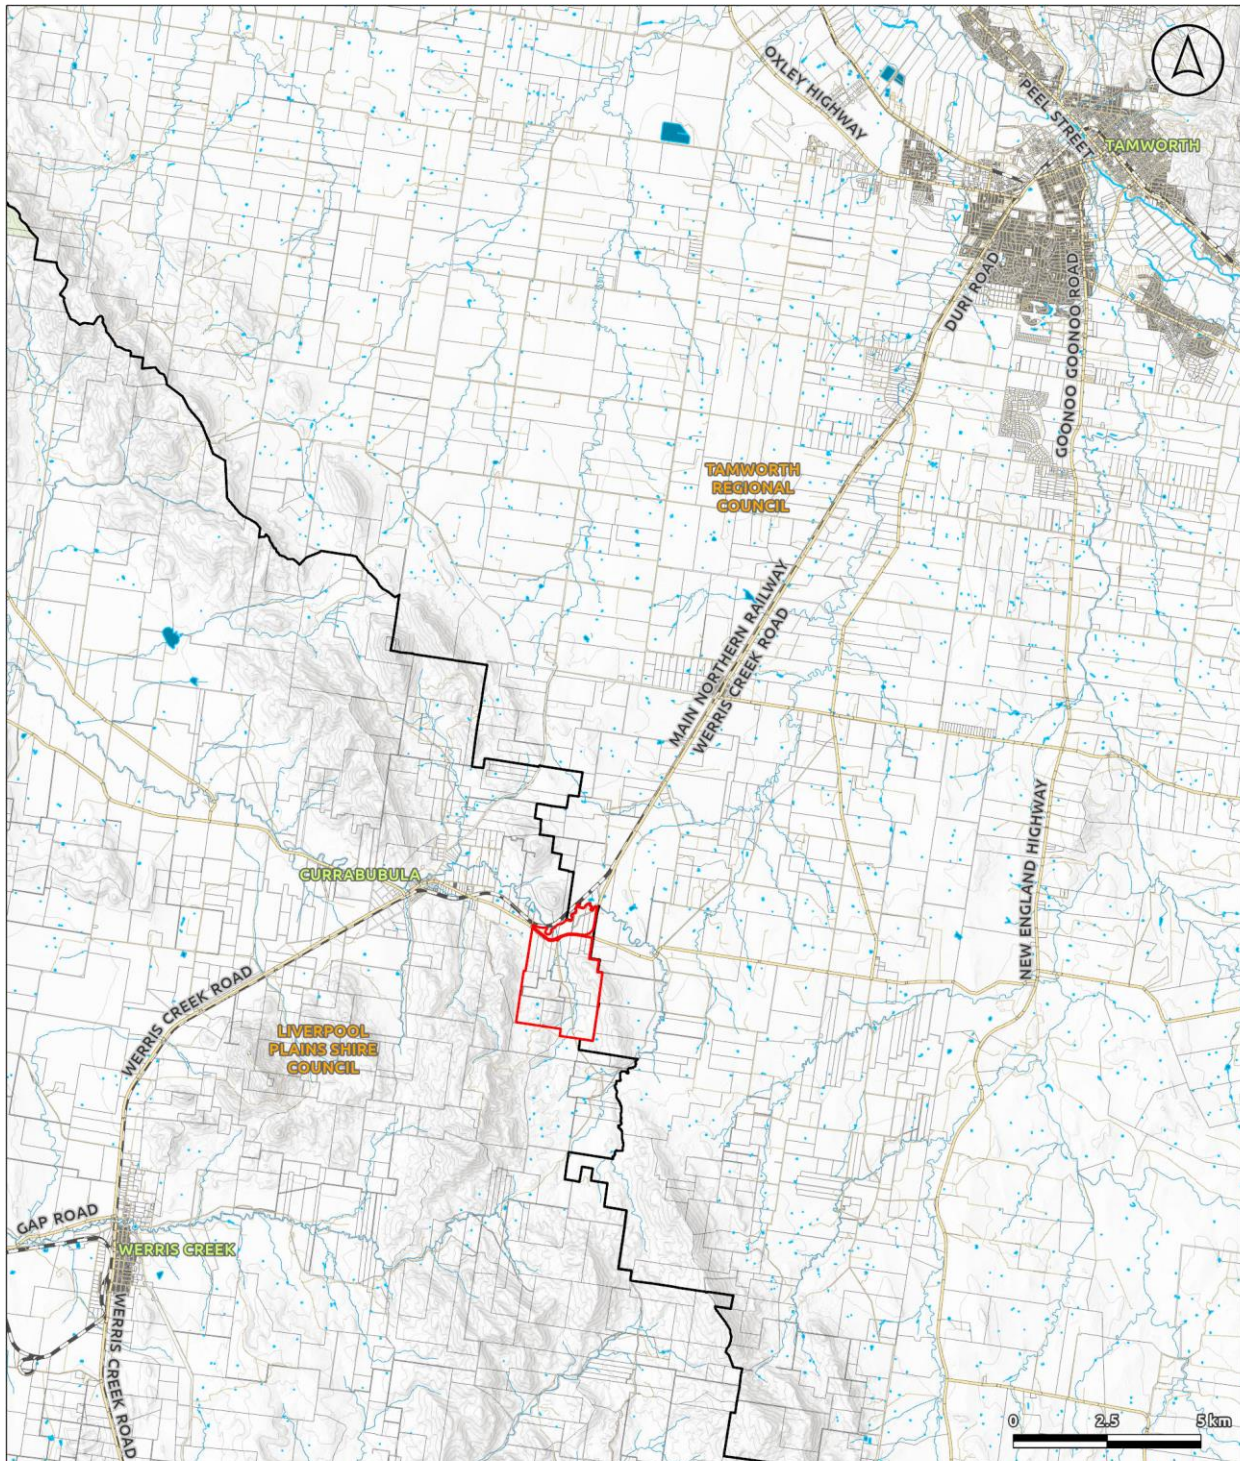 OXLEY HIGHWAY
PEEL STREET
TAMWORTH
DURI ROAD
GOONOO GOONOO ROAD
TAMWORTH
REGIONAL
COUNCIL
MAIN NORTHERN RAILWAY
WERRIS CREEK ROAD
NEW ENGLAND HIGHWAY
CURRABUBULA
WERRIS CREEK ROAD
LIVERPOOL
PLAINS SHIRE
COUNCIL
GAP ROAD
WERRIS CREEK
WERRIS CREEK ROAD
0 2.5 5 km